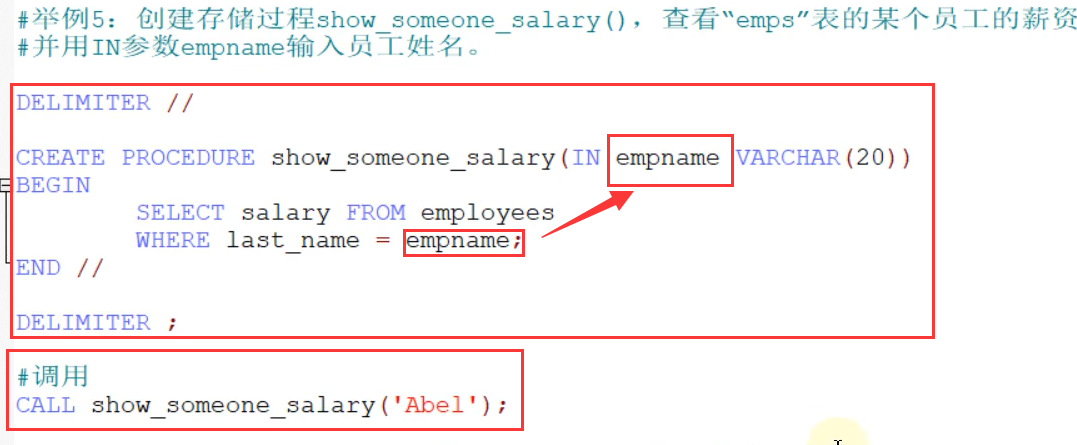 #举例5：创建存储过程show_someone_salary()，查看“emps”表的某个员工的薪资
#并用IN参数empname输入员工姓名。
DELIMITER //
CREATE PROCEDURE show_someone_salary(IN empname VARCHAR(20))
BEGIN
SELECT salary FROM employees
WHERE last_name = empname;
END //
DELIMITER ;
#调用
CALL show_someone_salary('Abel');